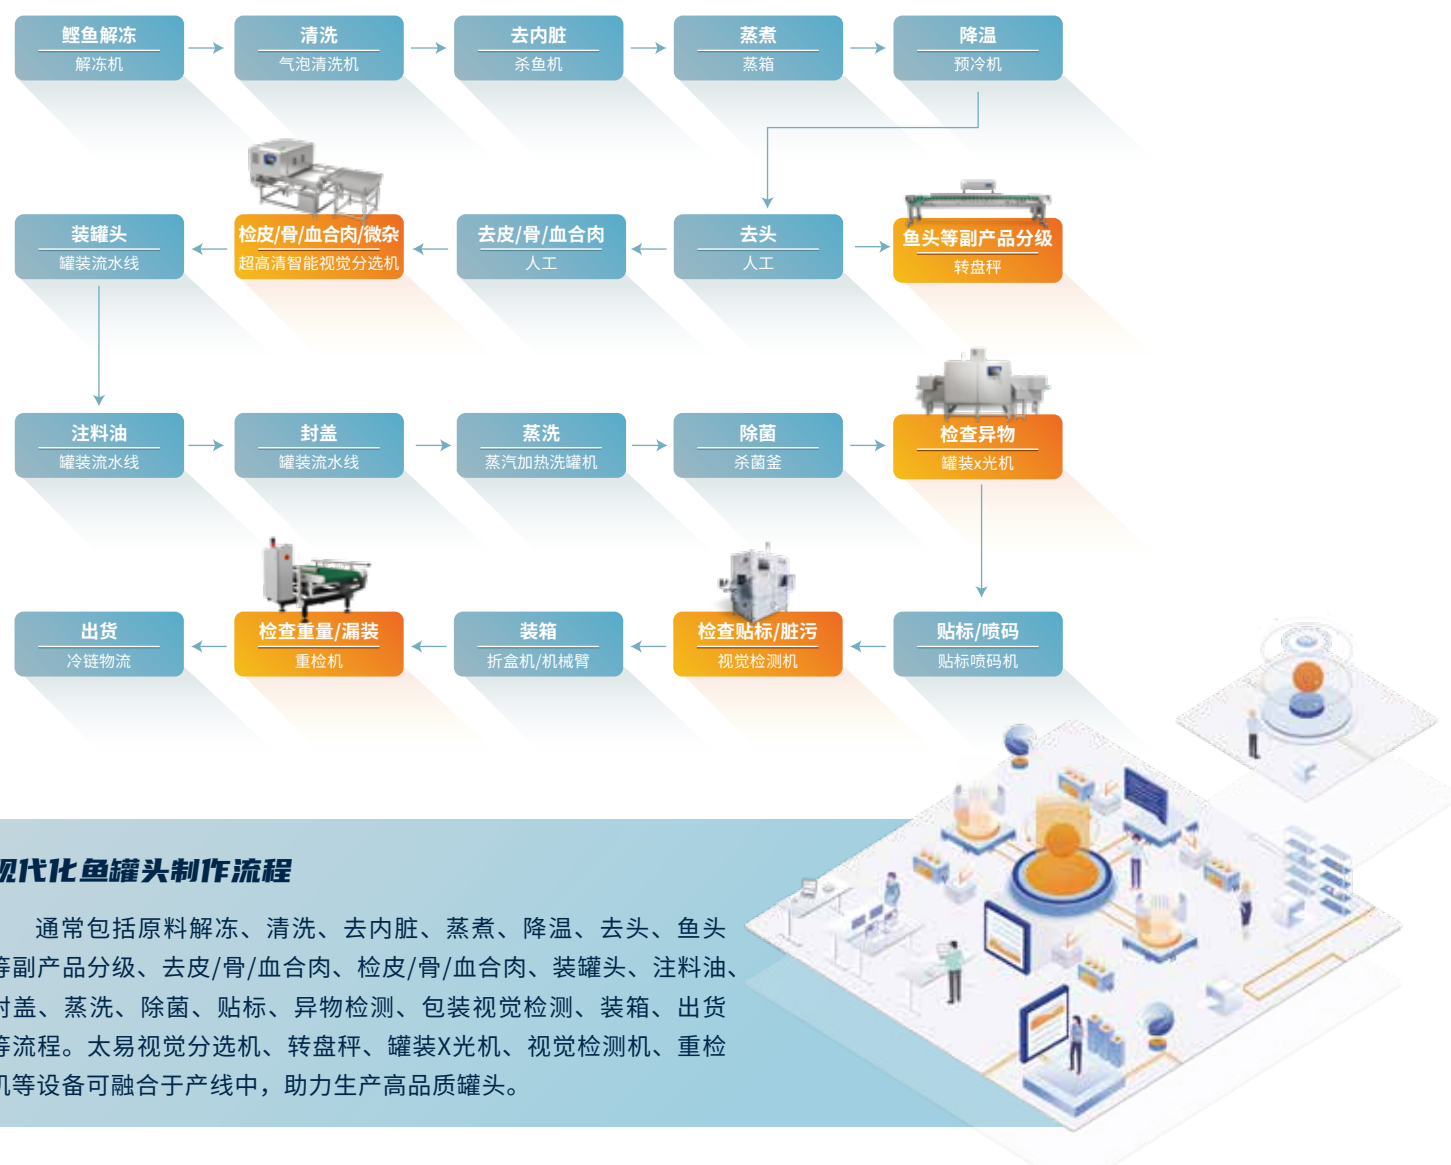 鲣鱼解冻
解冻机
清洗
气泡清洗机
去内脏
杀鱼机
蒸煮
蒸箱
降温
预冷机
装罐头
罐装流水线
检皮/骨/血合肉/微杂
超高清智能视觉分选机
去皮/骨/血合肉
人工
去头
人工
鱼头等副产品分级
转盘秤
注料油
罐装流水线
封盖
罐装流水线
蒸洗
蒸汽加热洗罐机
除菌
杀菌釜
检查异物
罐装x光机
出货
冷链物流
检查重量/漏装
重检机
装箱
折盒机/机械臂
检查贴标/脏污
视觉检测机
贴标/喷码
贴标喷码机
现代化鱼罐头制作流程
通常包括原料解冻、清洗、去内脏、蒸煮、降温、去头、鱼头
等副产品分级、去皮/骨/血合肉、检皮/骨/血合肉、装罐头、注料油、
封盖、蒸洗、除菌、贴标、异物检测、包装视觉检测、装箱、出货
等流程。太易视觉分选机、转盘秤、罐装X光机、视觉检测机、重检
机等设备可融合于产线中，助力生产高品质罐头。